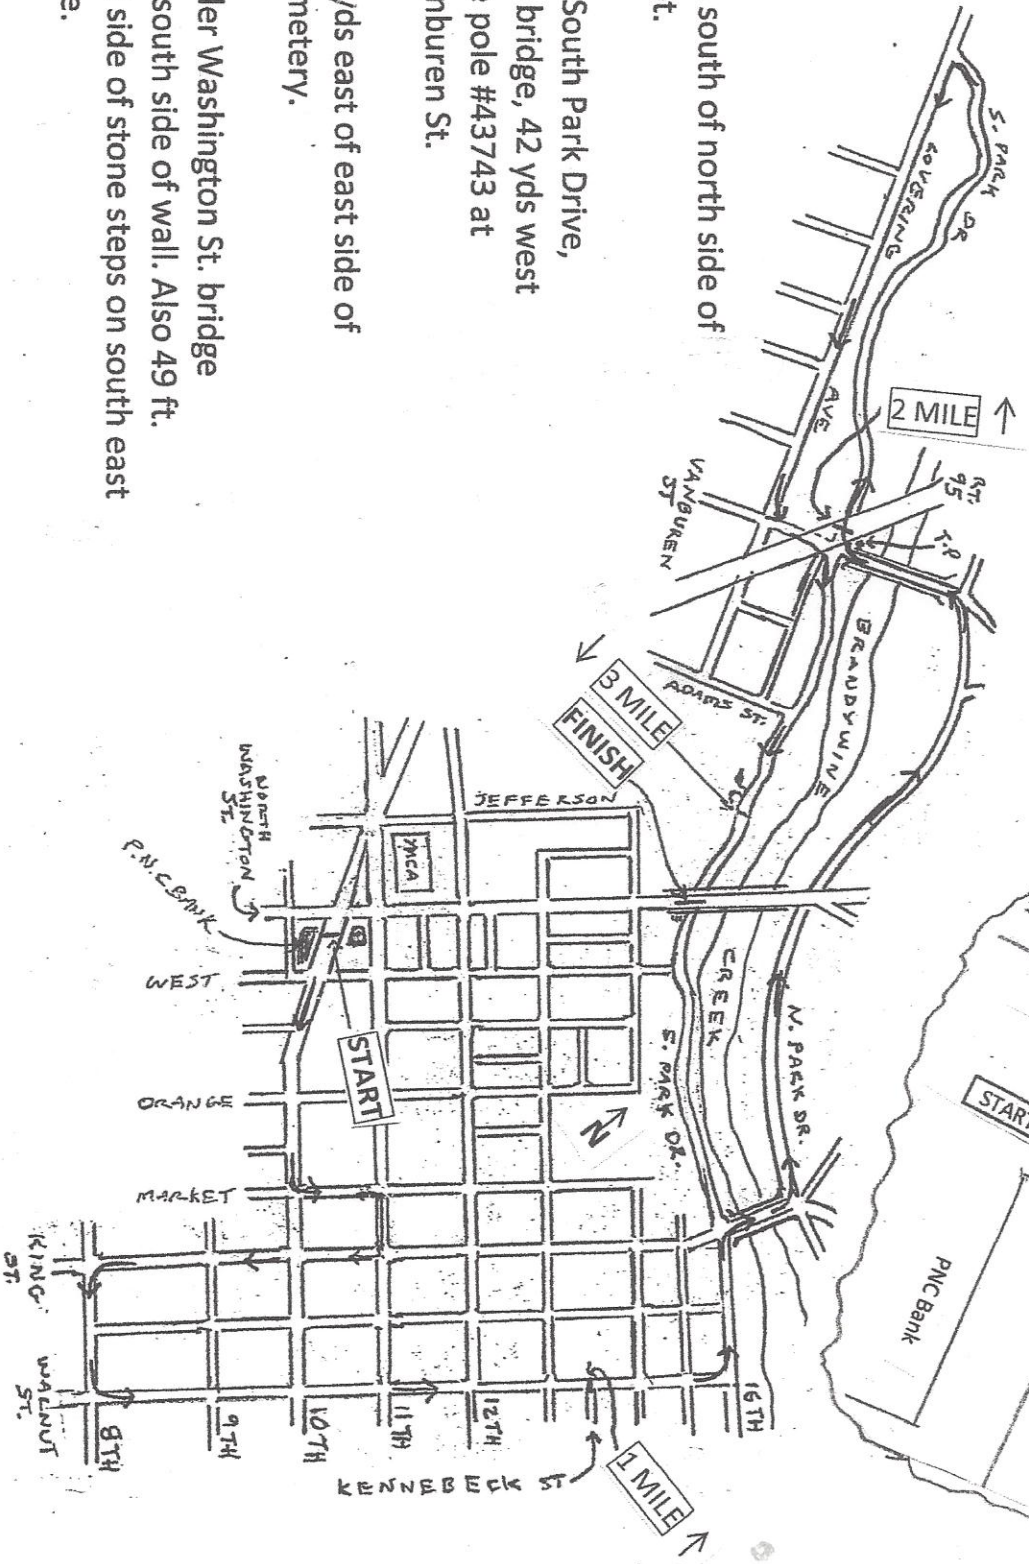 south of north side of
t.
South Park Drive,
bridge, 42 yds west
pole #43743 at
nburen St.
yds east of east side of
metery.
ler Washington St. bridge
south side of wall. Also 49 ft.
side of stone steps on south east
e.
S. PARK DR
LOVERING
AVE
2 MILE
RT. 95
T.P
VANBUREN
ST
BRANDYWINE
CREEK
ADAMS ST.
3 MILE
FINISH
JEFFERSON
YMCA
NORTH
WASHINGTON
ST.
P.N.C BANK
WEST
START
ORANGE
MARKET
N
S. PARK DR.
N. PARK DR.
START
PNC Bank
KING
ST.
WALNUT
ST.
8TH
9TH
10TH
11TH
12TH
16TH
KENNEBECK ST
1 MILE